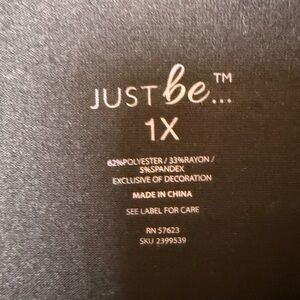 JUST be...™
1X
62%POLYESTER / 33%RAYON /
5%SPANDEX
EXCLUSIVE OF DECORATION
MADE IN CHINA
SEE LABEL FOR CARE
RN 57623
SKU 2399539